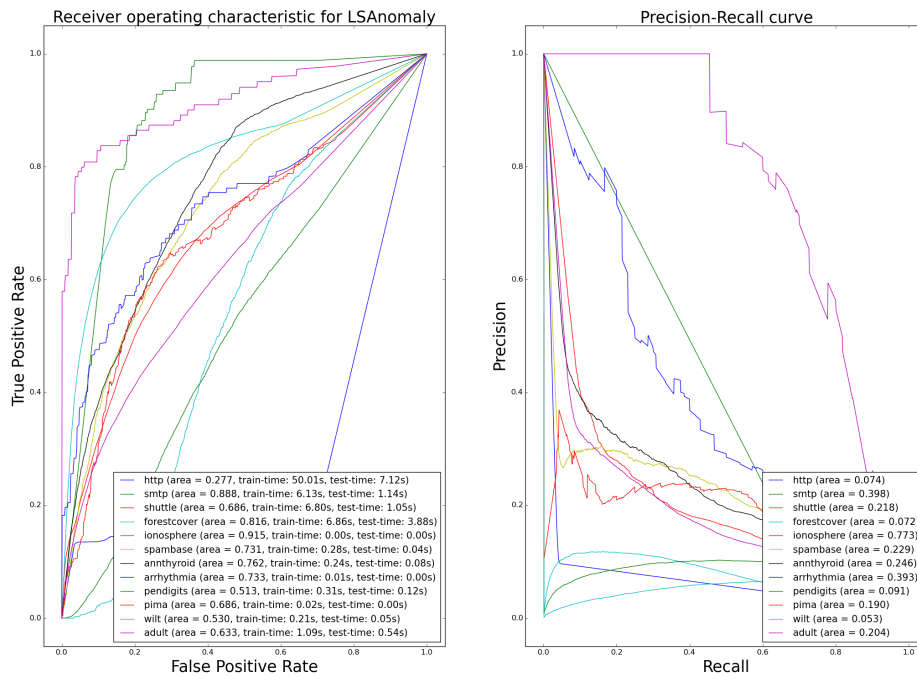 Receiver operating characteristic for LSAnomaly
True Positive Rate
1.0
0.8
0.6
0.4
0.2
0.0
http (area = 0.277, train-time: 50.01s, test-time: 7.12s)
smtp (area = 0.888, train-time: 6.13s, test-time: 1.14s)
shuttle (area = 0.686, train-time: 6.80s, test-time: 1.05s)
forestcover (area = 0.816, train-time: 6.86s, test-time: 3.88s)
ionosphere (area = 0.915, train-time: 0.00s, test-time: 0.00s)
spambase (area = 0.731, train-time: 0.28s, test-time: 0.04s)
annthyroid (area = 0.762, train-time: 0.24s, test-time: 0.08s)
arrhythmia (area = 0.733, train-time: 0.01s, test-time: 0.00s)
pendigits (area = 0.513, train-time: 0.31s, test-time: 0.12s)
pima (area = 0.686, train-time: 0.02s, test-time: 0.00s)
wilt (area = 0.530, train-time: 0.21s, test-time: 0.05s)
adult (area = 0.633, train-time: 1.09s, test-time: 0.54s)
0.0 0.2 0.4 0.6 0.8 1.0
False Positive Rate
Precision-Recall curve
Precision
1.0
0.8
0.6
0.4
0.2
0.0
http (area = 0.074)
smtp (area = 0.398)
shuttle (area = 0.218)
forestcover (area = 0.072)
ionosphere (area = 0.773)
spambase (area = 0.229)
annthyroid (area = 0.246)
arrhythmia (area = 0.393)
pendigits (area = 0.091)
pima (area = 0.190)
wilt (area = 0.053)
adult (area = 0.204)
0.0 0.2 0.4 0.6 0.8 1.0
Recall